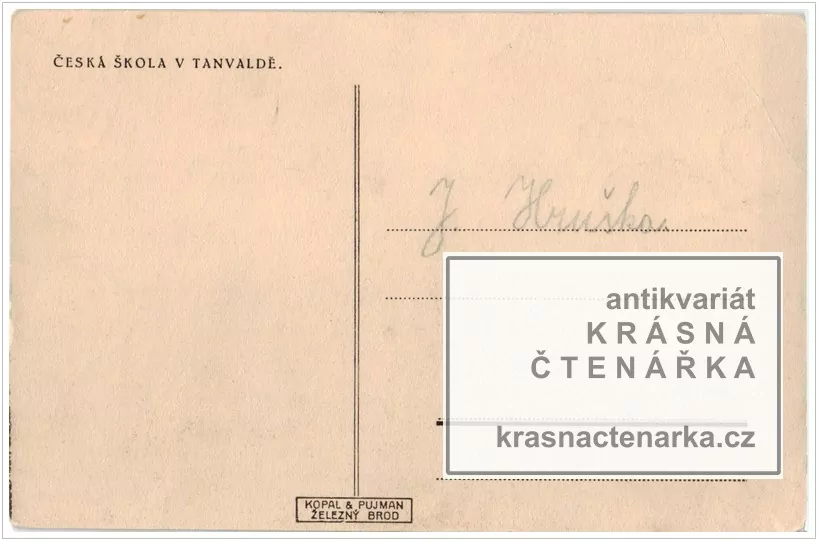 ČESKÁ ŠKOLA V TANVALDĚ.
J. Hruška.
antikvariát
KRÁSNÁ
ČTENÁŘKA
krasnactenarka.cz
KOPAL & PUJMAN
ŽELEZNÝ BROD